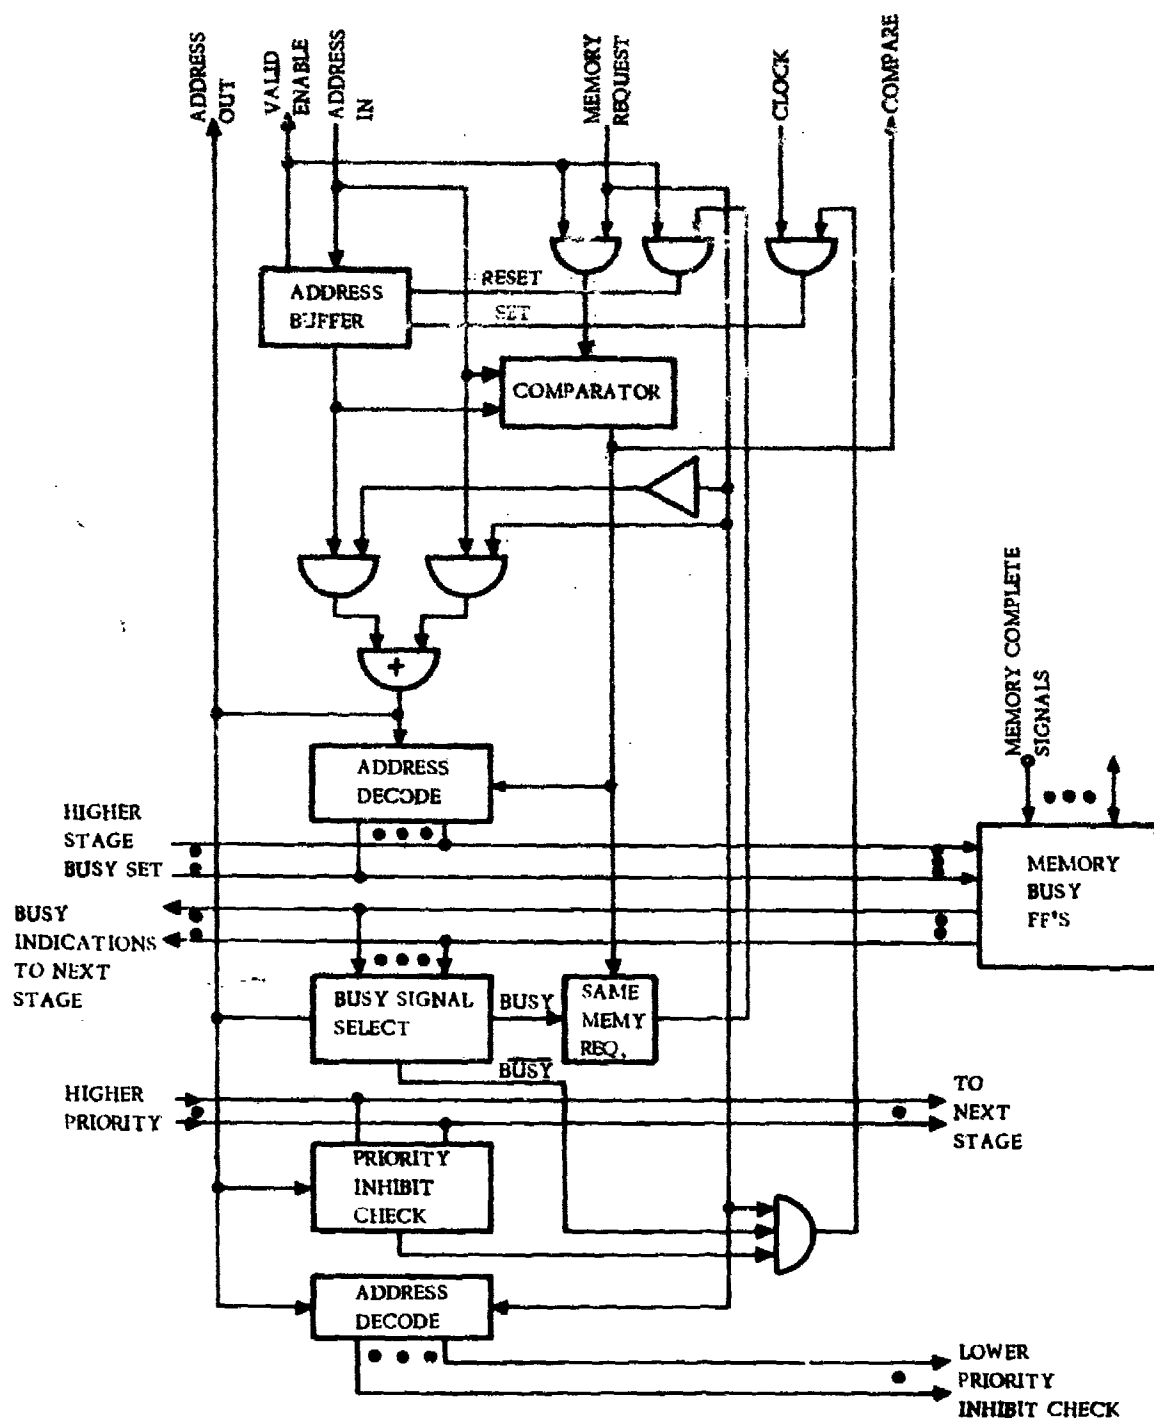 ADDRESS
OUT
VALID
ENABLE
ADDRESS
IN
MEMORY
REQUEST
CLOCK
COMPARE
RESET
SET
ADDRESS
BUFFER
COMPARATOR
+
MEMORY COMPLETE
SIGNALS
ADDRESS
DECODE
HIGHER
STAGE
BUSY SET
MEMORY
BUSY
FF'S
BUSY
INDICATIONS
TO NEXT
STAGE
BUSY SIGNAL
SELECT
BUSY
SAME
MEMY
REQ.
BUSY
HIGHER
PRIORITY
TO
NEXT
STAGE
PRIORITY
INHIBIT
CHECK
ADDRESS
DECODE
LOWER
PRIORITY
INHIBIT CHECK